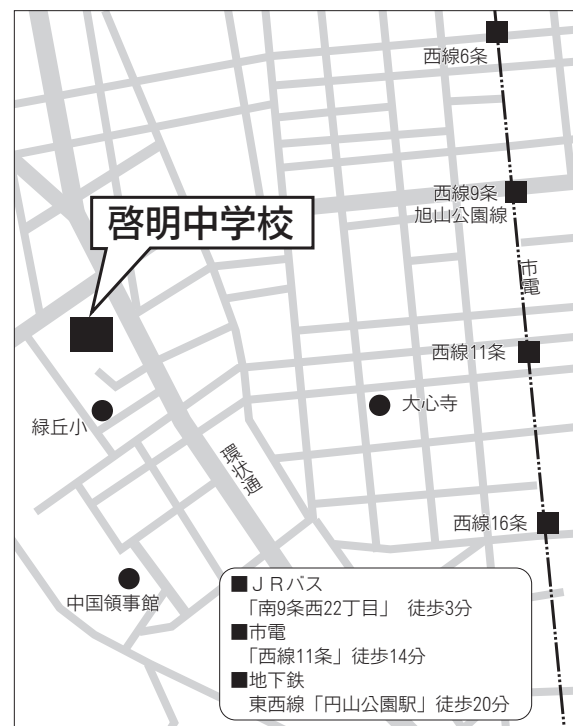 西線6条
西線9条
旭山公園線
啓明中学校
市電
西線11条
大心寺
緑丘小
環状通
西線16条
中国領事館
■ＪＲバス
「南9条西22丁目」 徒歩3分
■市電
「西線11条」徒歩14分
■地下鉄
東西線「円山公園駅」徒歩20分